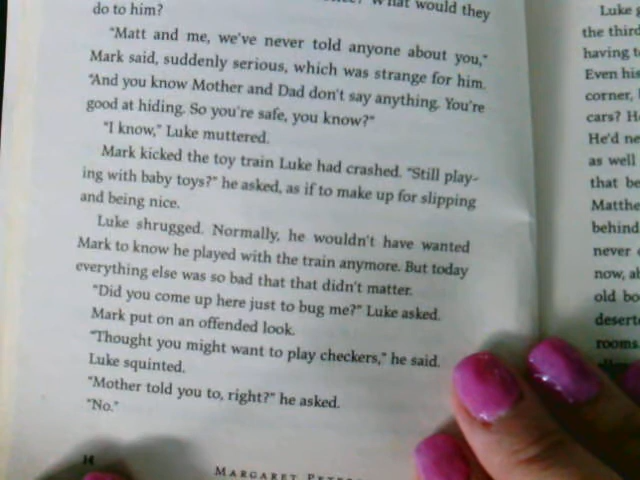 What would they
do to him?
"Matt and me, we've never told anyone about you,"
Mark said, suddenly serious, which was strange for him.
"And you know Mother and Dad don't say anything. You're
good at hiding. So you're safe, you know?"
"I know," Luke muttered.
Mark kicked the toy train Luke had crashed. "Still play-
ing with baby toys?" he asked, as if to make up for slipping
and being nice.
Luke shrugged. Normally, he wouldn't have wanted
Mark to know he played with the train anymore. But today
everything else was so bad that that didn't matter.
"Did you come up here just to bug me?" Luke asked.
Mark put on an offended look.
"Thought you might want to play checkers," he said.
Luke squinted.
"Mother told you to, right?" he asked.
"No."
14
MARGARET
Luke
the third
having
Even his
corner,
cars?
He'd
as well
that
behind
never
now,
old
rooms.